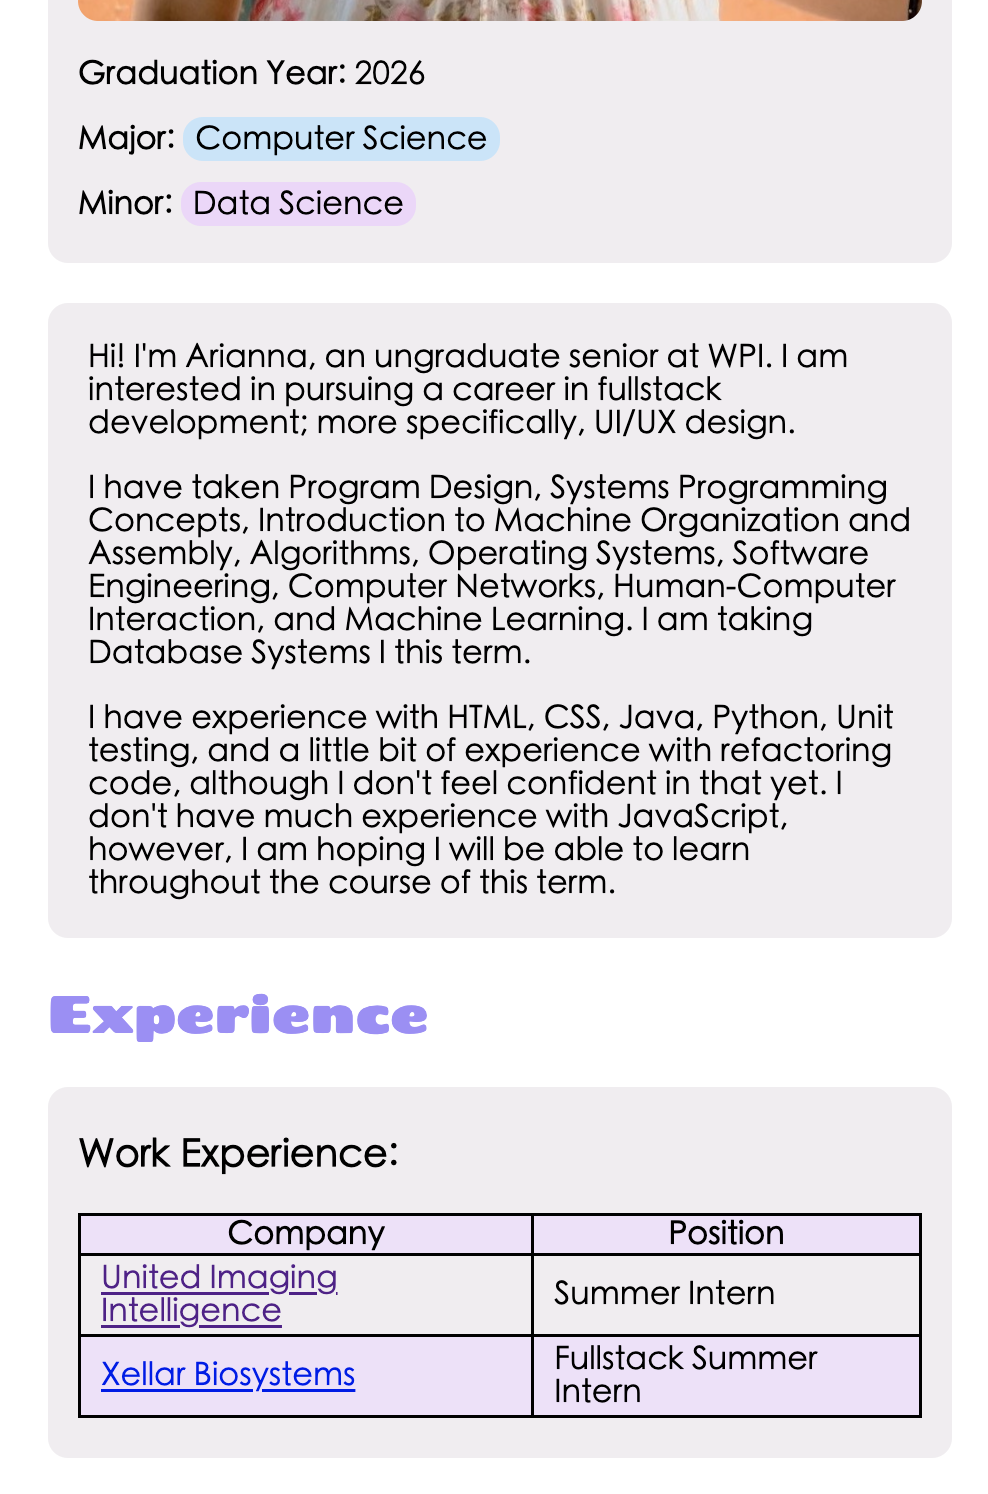 Graduation Year: 2026
Major: Computer Science
Minor: Data Science
Hi! I'm Arianna, an ungraduate senior at WPI. I am
interested in pursuing a career in fullstack
development; more specifically, UI/UX design.
I have taken Program Design, Systems Programming
Concepts, Introduction to Machine Organization and
Assembly, Algorithms, Operating Systems, Software
Engineering, Computer Networks, Human-Computer
Interaction, and Machine Learning. I am taking
Database Systems I this term.
I have experience with HTML, CSS, Java, Python, Unit
testing, and a little bit of experience with refactoring
code, although I don't feel confident in that yet. I
don't have much experience with JavaScript,
however, I am hoping I will be able to learn
throughout the course of this term.
Experience
Work Experience:
Company Position
United Imaging
Intelligence
Summer Intern
Xellar Biosystems
Fullstack Summer
Intern